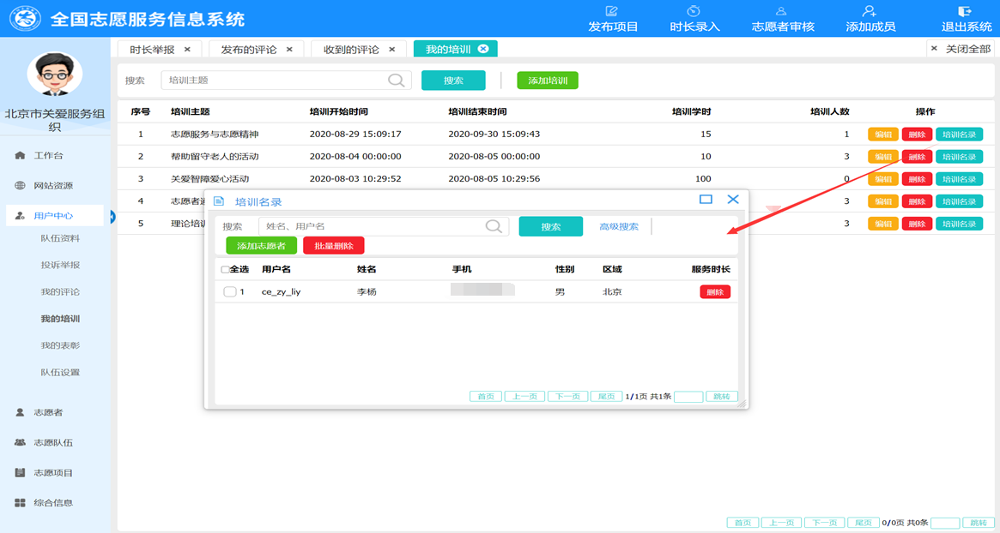 全国志愿服务信息系统
发布项目 时长录入 志愿者审核 添加成员 退出系统
时长举报 × 发布的评论 × 收到的评论 × 我的培训 × × 关闭全部
北京市关爱服务组
织
工作台
网站资源
用户中心
队伍资料
投诉举报
我的评论
我的培训
我的表彰
队伍设置
志愿者
志愿队伍
志愿项目
综合信息
搜索 培训主题 搜索 添加培训
序号 培训主题 培训开始时间 培训结束时间 培训学时 培训人数 操作
1 志愿服务与志愿精神 2020-08-29 15:09:17 2020-09-30 15:09:43 15 1 编辑 删除 培训名录
2 帮助留守老人的活动 2020-08-04 00:00:00 2020-08-05 00:00:00 10 3 编辑 删除 培训名录
3 关爱智障爱心活动 2020-08-03 10:29:52 2020-08-05 10:29:56 100 0 编辑 删除 培训名录
4 志愿者 3 编辑 删除 培训名录
5 理论培训 3 编辑 删除 培训名录
培训名录
搜索 姓名、用户名 搜索 高级搜索
添加志愿者 批量删除
全选 用户名 姓名 手机 性别 区域 服务时长
1 ce_zy_liy 李杨 男 北京 删除
首页 上一页 下一页 尾页 1/1页 共1条 跳转
首页 上一页 下一页 尾页 0/0页 共0条 跳转